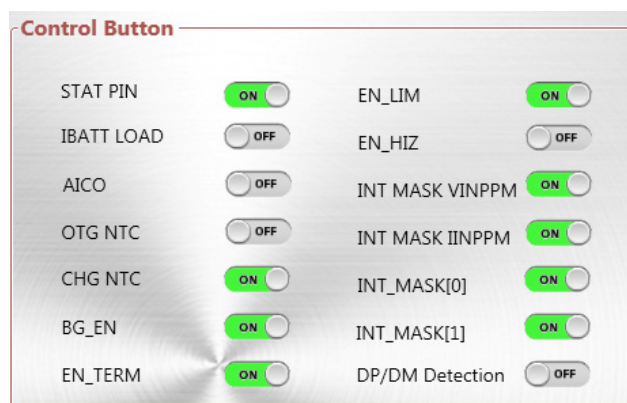 Control Button
STAT PIN ON
IBATT LOAD OFF
AICO OFF
OTG NTC OFF
CHG NTC ON
BG_EN ON
EN_TERM ON
EN_LIM ON
EN_HIZ OFF
INT MASK VINPPM ON
INT MASK IINPPM ON
INT_MASK[0] ON
INT_MASK[1] ON
DP/DM Detection OFF